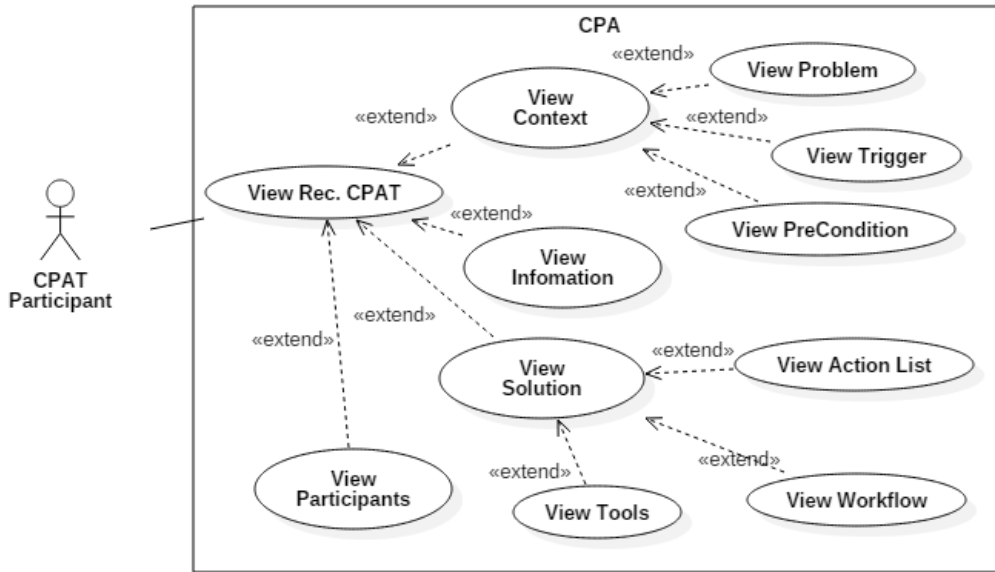 CPA
«extend»
View Problem
View
Context
«extend»
«extend»
View Trigger
View Rec. CPAT
«extend»
«extend»
View PreCondition
View
Infomation
CPAT
Participant
«extend»
«extend»
View
Solution
«extend»
View Action List
View
Participants
«extend»
View Tools
«extend»
View Workflow